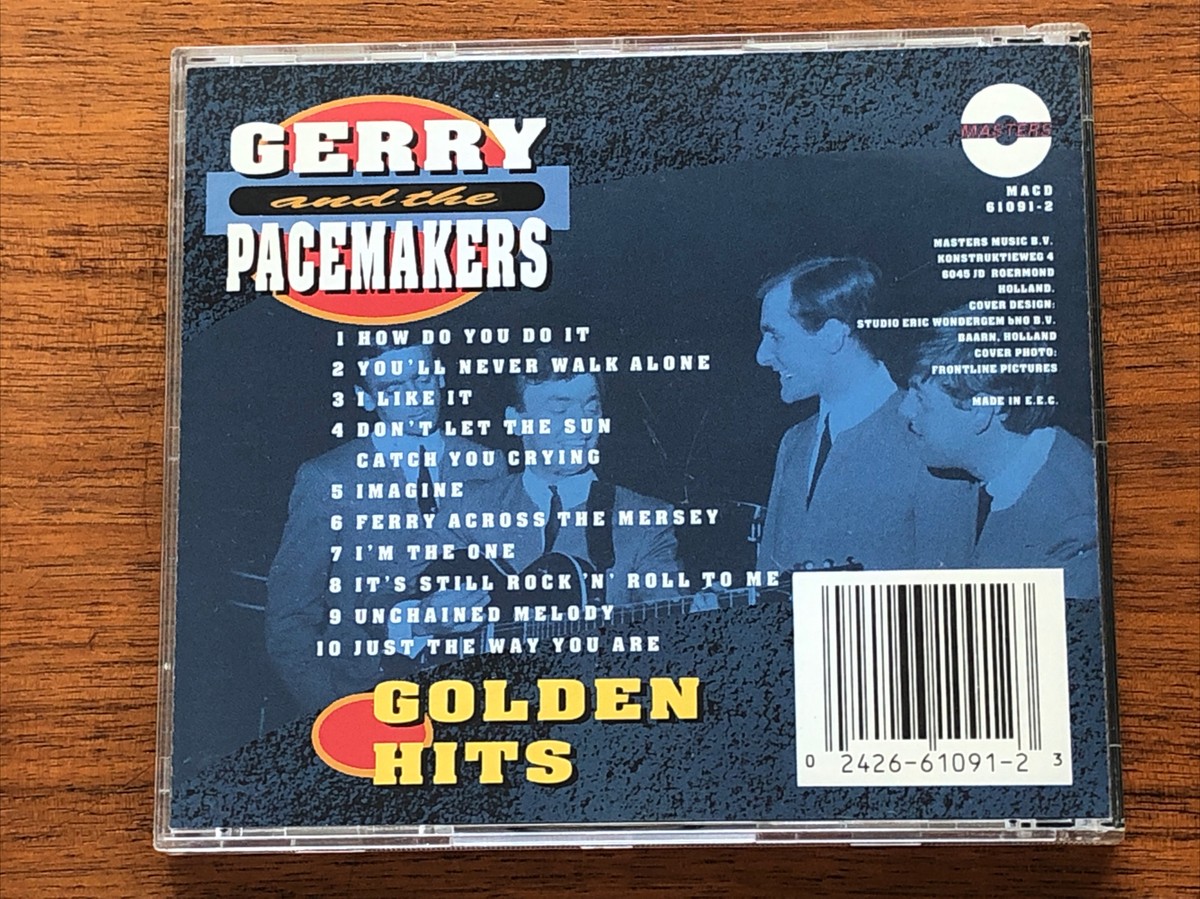 GERRY
and the
PACEMAKERS
1 HOW DO YOU DO IT
2 YOU'LL NEVER WALK ALONE
3 I LIKE IT
4 DON'T LET THE SUN
CATCH YOU CRYING
5 IMAGINE
6 FERRY ACROSS THE MERSEY
7 I'M THE ONE
8 IT'S STILL ROCK 'N' ROLL TO ME
9 UNCHAINED MELODY
10 JUST THE WAY YOU ARE
GOLDEN
HITS
MASTERS
MACD
61091-2
MASTERS MUSIC B.V.
KONSTRUKTIEWEG 4
6045 JD ROERMOND
HOLLAND.
COVER DESIGN:
STUDIO ERIC WONDERGEM bNO B.V.
BAARN, HOLLAND
COVER PHOTO:
FRONTLINE PICTURES
MADE IN E.E.C.
0 2426-61091-2 3